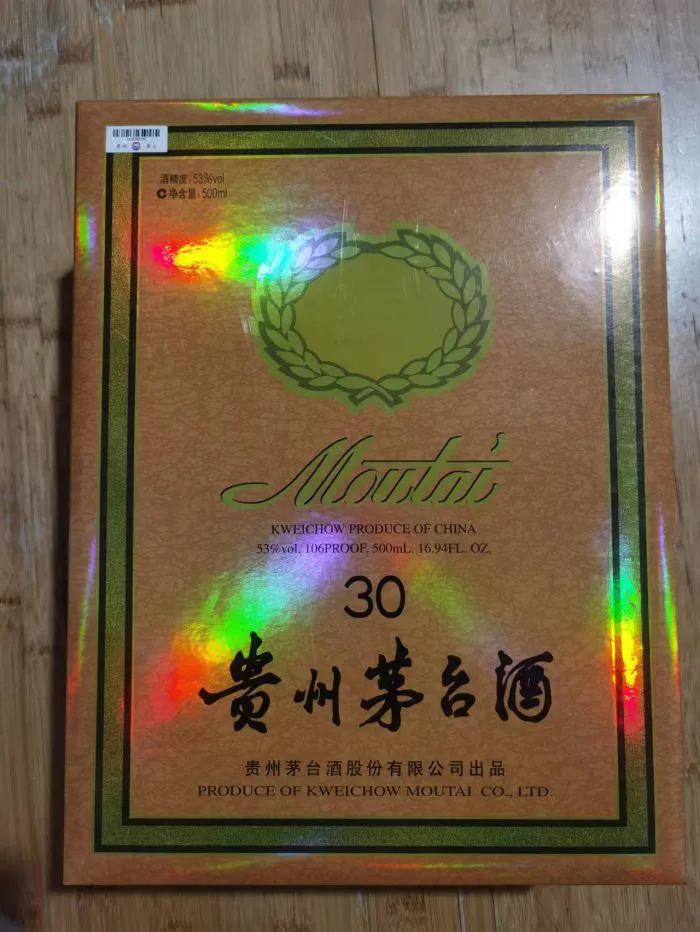 酒精度:53%vol
净含量:500ml
Moutai
KWEICHOW PRODUCE OF CHINA
53%vol. 106PROOF. 500mL. 16.94FL. OZ.
30
贵州茅台酒
贵州茅台酒股份有限公司出品
PRODUCE OF KWEICHOW MOUTAI CO., LTD.